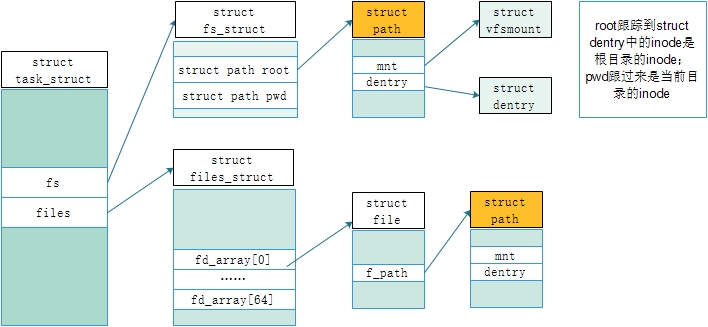 struct
task_struct
fs
files
struct
fs_struct
struct path root
struct path pwd
struct
path
mnt
dentry
struct
vfsmount
struct
dentry
root跟踪到struct
dentry中的inode是
根目录的inode；
pwd跟过来是当前目
录的inode
struct
files_struct
fd_array[0]
……
fd_array[64]
struct
file
f_path
struct
path
mnt
dentry